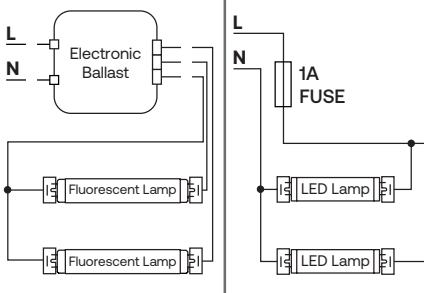 L
N
Electronic
Ballast
Fluorescent Lamp
Fluorescent Lamp
L
N
1A
FUSE
LED Lamp
LED Lamp